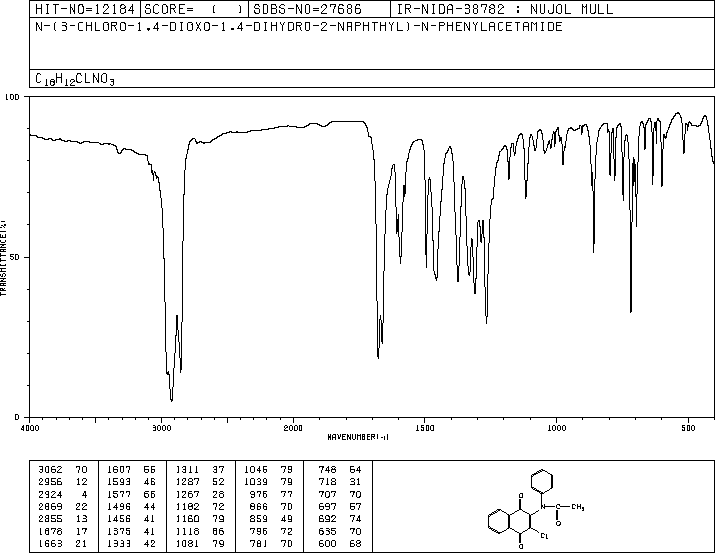 HIT-NO=12184 SCORE= ( ) SDBS-NO=27686 IR-NIDA-38782 : NUJOL MULL
N-(3-CHLORO-1,4-DIOXO-1,4-DIHYDRO-2-NAPHTHYL)-N-PHENYLACETAMIDE
C18H12CLNO3
100
50
0
TRANSMITTANCE(%)
4000 3000 2000 1500 1000 500
WAVENUMBER(-1)
3062 70 1607 55 1311 37 1045 79 748 64
2956 12 1593 46 1287 52 1039 79 718 31
2924 4 1577 66 1267 28 975 77 707 70
2869 22 1496 44 1182 72 866 70 697 57
2855 13 1456 41 1160 79 859 49 692 74
1678 17 1375 41 1118 66 796 72 635 70
1663 21 1333 42 1081 79 781 70 600 68
O
N
C
CH3
O
Cl
O